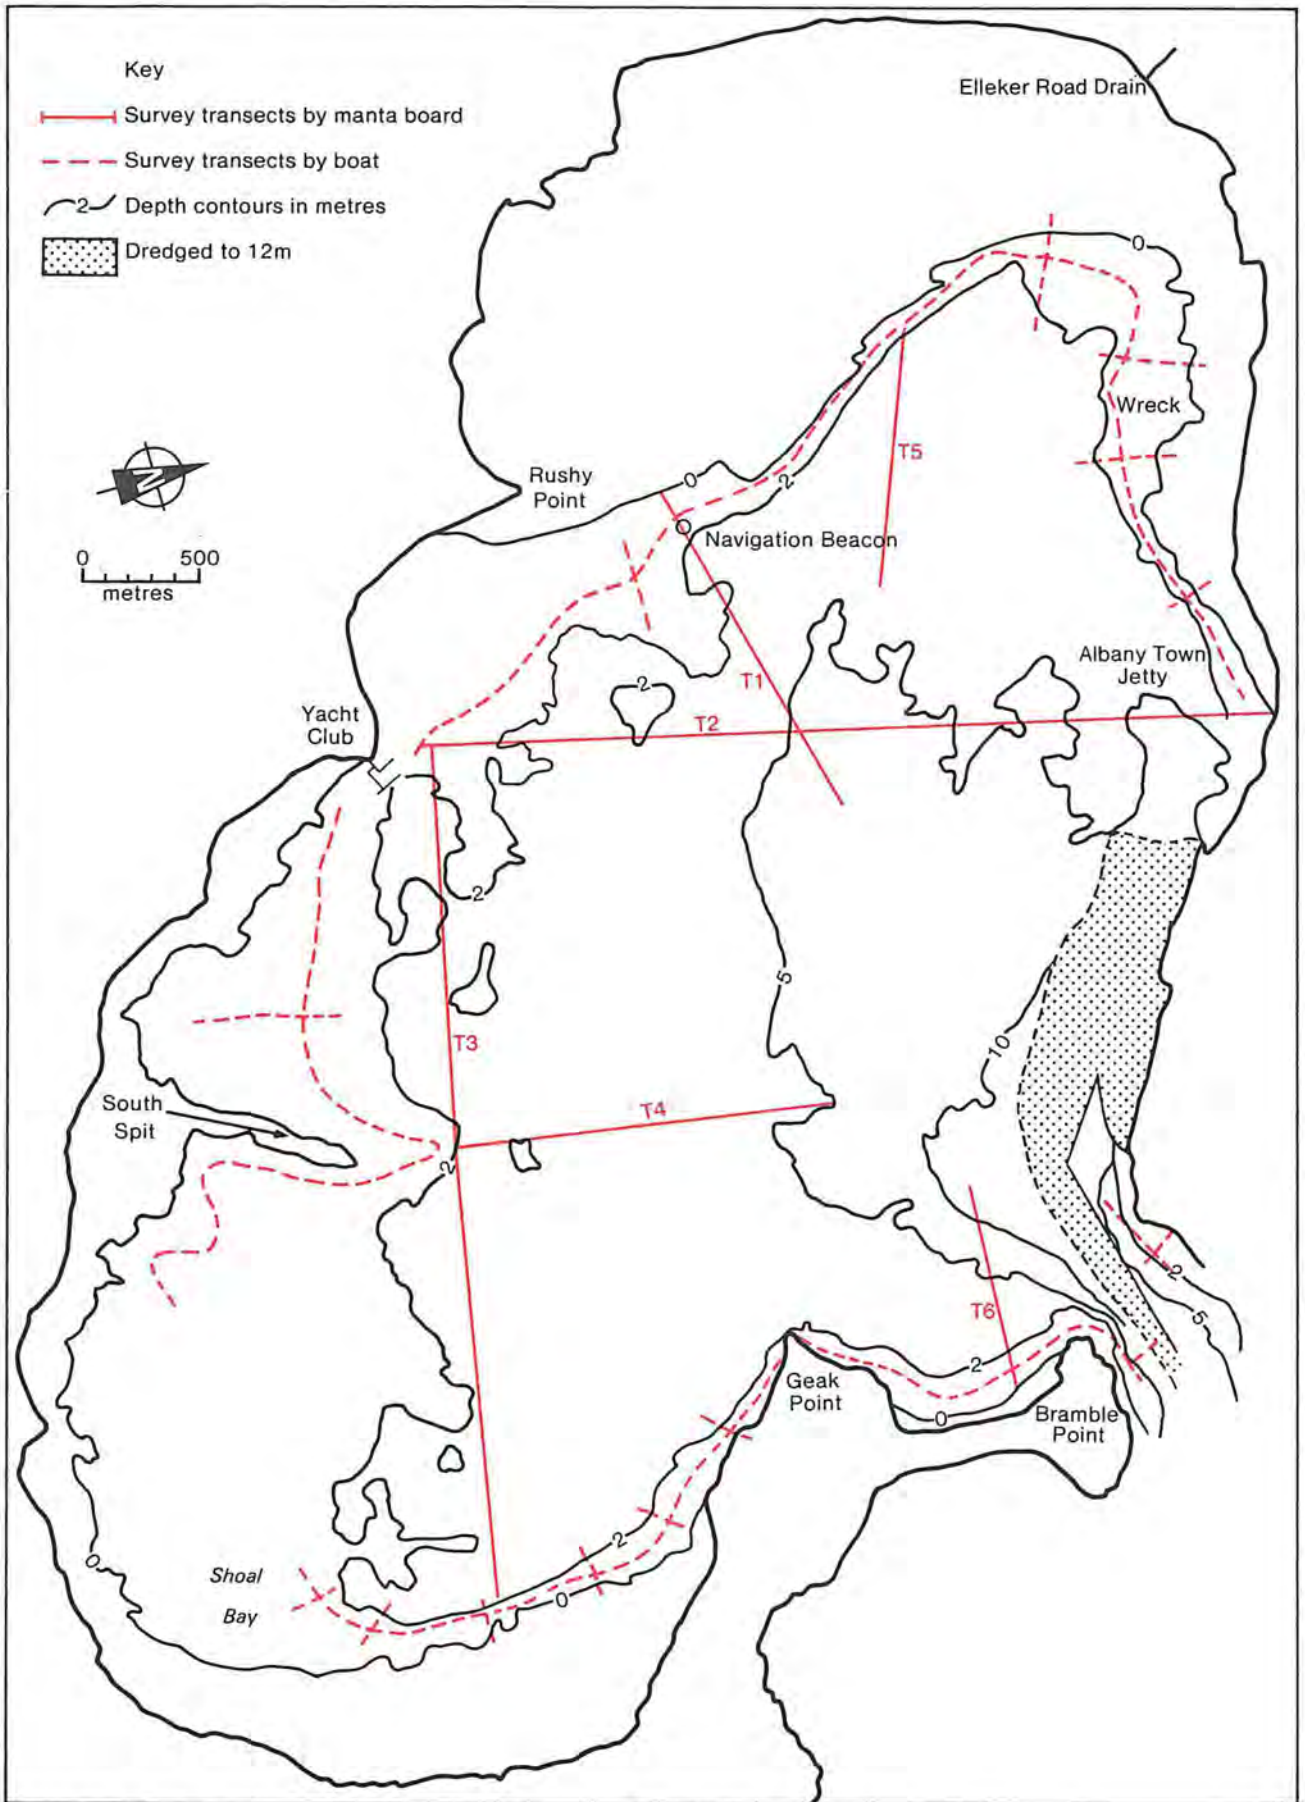 Key
Survey transects by manta board
Survey transects by boat
2
Depth contours in metres
Dredged to 12m
Elleker Road Drain
0
Wreck
T5
N
Rushy
Point
0
2
Navigation Beacon
0 500
metres
Albany Town
Jetty
T1
2
T2
Yacht
Club
2
5
T3
10
T4
South
Spit
2
2
T6
5
2
Geak
Point
0
Bramble
Point
2
0
Shoal
Bay
0